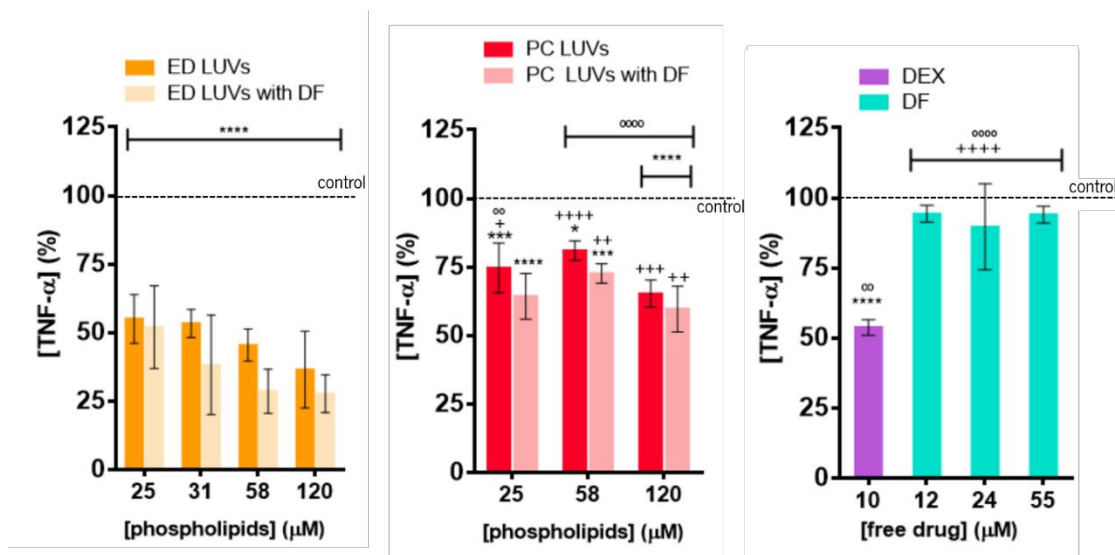 ED LUVs
ED LUVs with DF
[TNF-α] (%)
125
100
75
50
25
0
****
control
25 31 58 120
[phospholipids] (μM)
PC LUVs
PC LUVs with DF
[TNF-α] (%)
125
100
75
50
25
0
°°°°
****
control
∞
+
***
****
++++
*
++
***
+++
++
25 58 120
[phospholipids] (μM)
DEX
DF
[TNF-α] (%)
125
100
75
50
25
0
°°°°
++++
control
∞
****
10 12 24 55
[free drug] (μM)